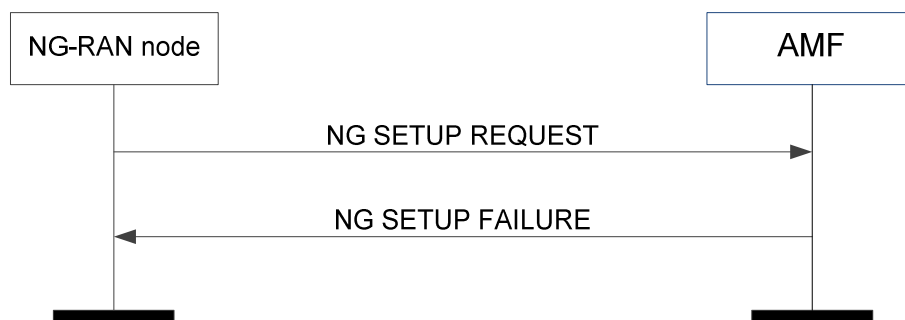 NG-RAN node
AMF
NG SETUP REQUEST
NG SETUP FAILURE